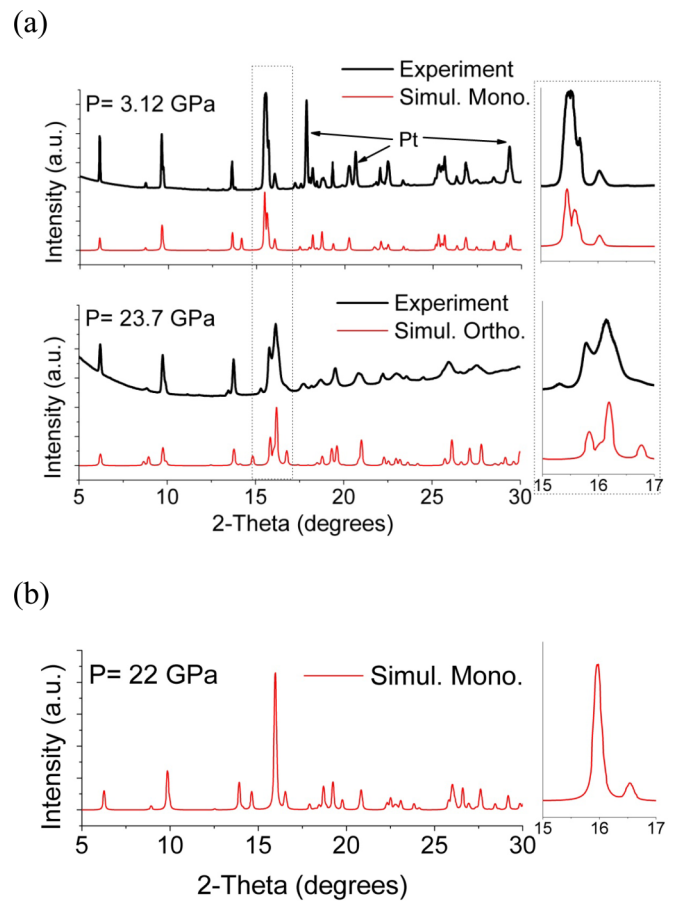 (a)
P= 3.12 GPa
Experiment
Simul. Mono.
Pt
Intensity (a.u.)
P= 23.7 GPa
Experiment
Simul. Ortho.
Intensity (a.u.)
5 10 15 20 25 30
2-Theta (degrees)
15 16 17
(b)
P= 22 GPa
Simul. Mono.
Intensity (a.u.)
5 10 15 20 25 30
2-Theta (degrees)
15 16 17